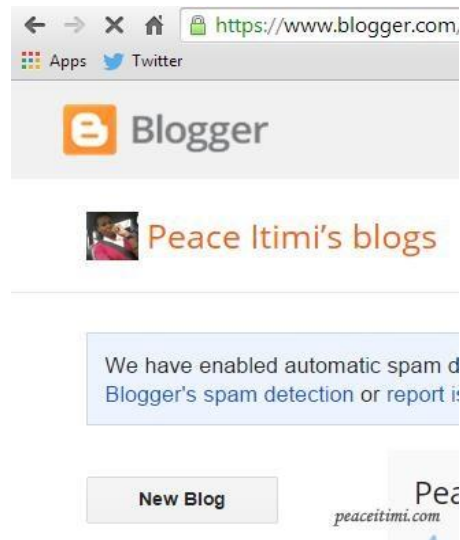 https://www.blogger.com/
Apps Twitter
Blogger
Peace Itimi's blogs
We have enabled automatic spam d
Blogger's spam detection or report is
New Blog
Pea
peaceitimi.com